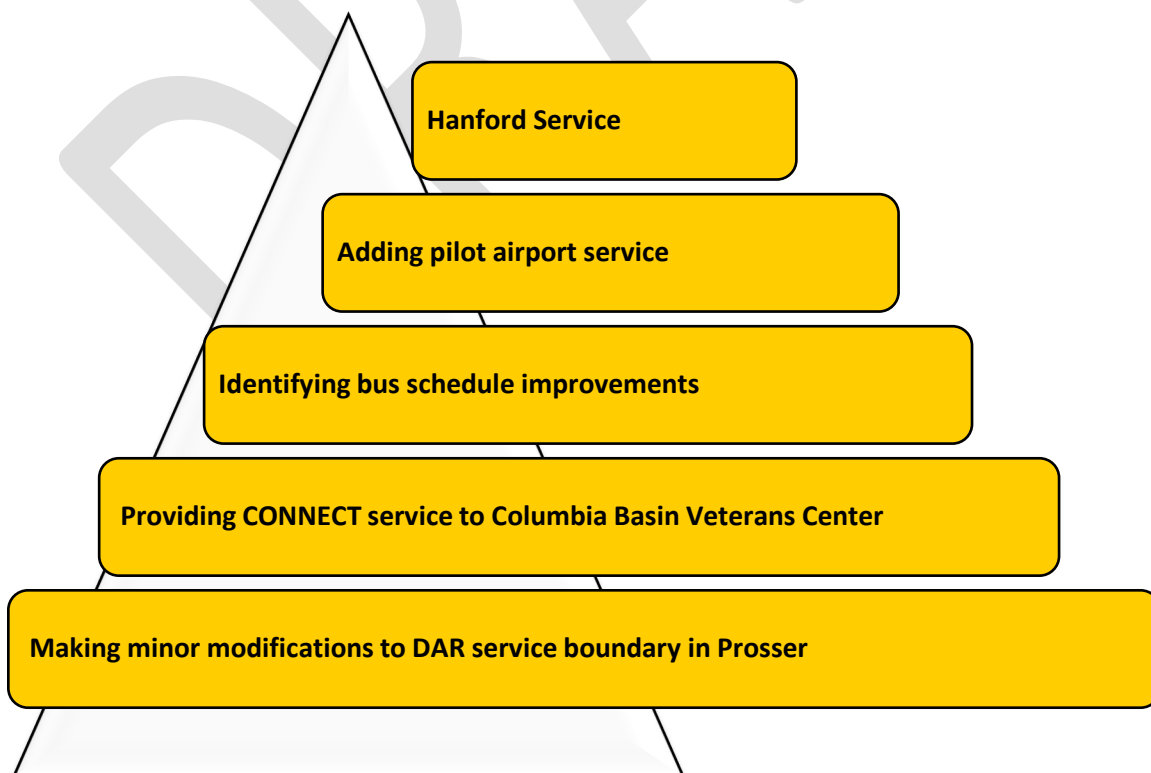 Hanford Service
Adding pilot airport service
Identifying bus schedule improvements
Providing CONNECT service to Columbia Basin Veterans Center
Making minor modifications to DAR service boundary in Prosser